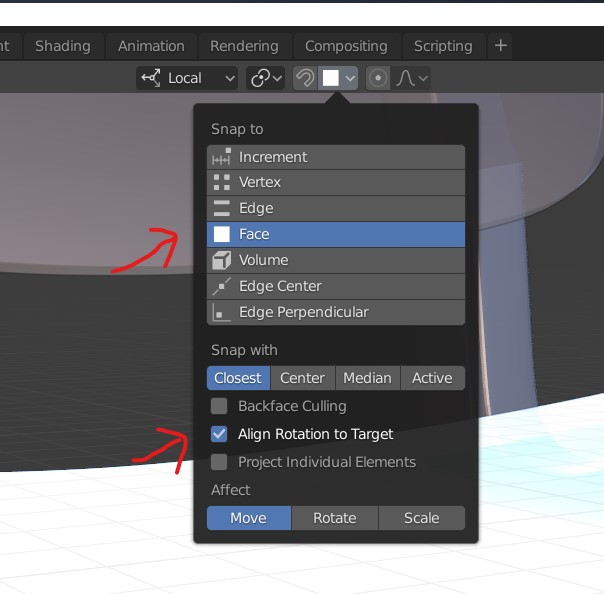 nt Shading Animation Rendering Compositing Scripting +
Local
Snap to
Increment
Vertex
Edge
Face
Volume
Edge Center
Edge Perpendicular
Snap with
Closest Center Median Active
Backface Culling
Align Rotation to Target
Project Individual Elements
Affect
Move Rotate Scale